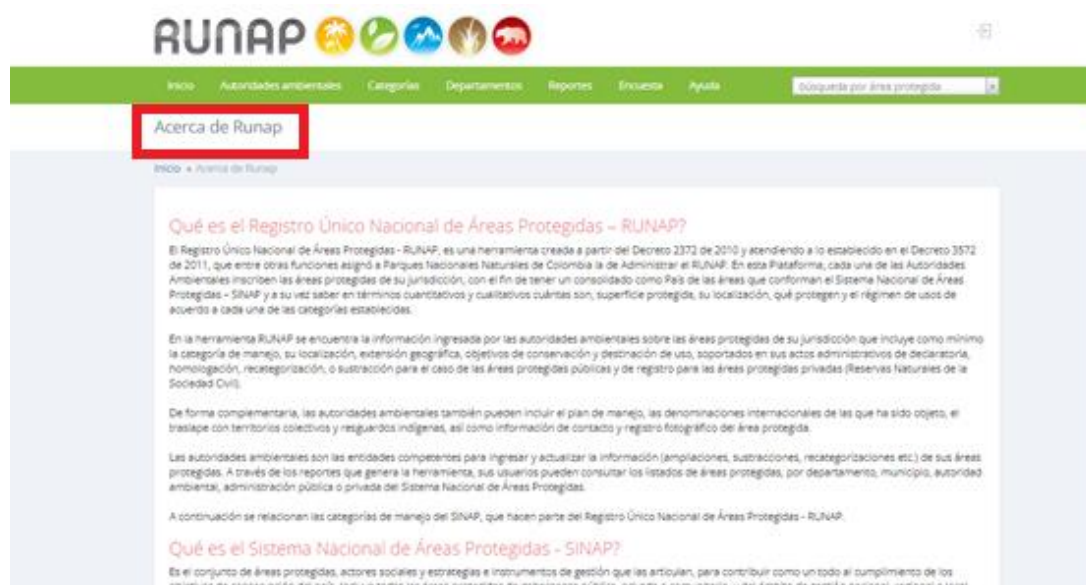 RUNAP
Inicio Autoridades ambientales Categorías Departamentos Reportes Encuesta Ayuda Búsqueda por área protegida
Acerca de Runap
Inicio » Acerca de Runap
Qué es el Registro Único Nacional de Áreas Protegidas – RUNAP?
El Registro Único Nacional de Áreas Protegidas - RUNAP, es una herramienta creada a partir del Decreto 2372 de 2010 y atendiendo a lo establecido en el Decreto 3572
de 2011, que entre otras funciones asignó a Parques Nacionales Naturales de Colombia la de Administrar el RUNAP. En esta Plataforma, cada una de las Autoridades
Ambientales inscriben las áreas protegidas de su jurisdicción, con el fin de tener un consolidado como País de las áreas que conforman el Sistema Nacional de Áreas
Protegidas – SINAP y a su vez saber en términos cuantitativos y cualitativos cuántas son, superficie protegida, su localización, qué protegen y el régimen de usos de
acuerdo a cada una de las categorías establecidas.
En la herramienta RUNAP se encuentra la información ingresada por las autoridades ambientales sobre las áreas protegidas de su jurisdicción que incluye como mínimo
la categoría de manejo, su localización, extensión geográfica, objetivos de conservación y destinación de uso, soportados en sus actos administrativos de declaratoria,
homologación, recategorización, o sustracción para el caso de las áreas protegidas públicas y de registro para las áreas protegidas privadas (Reservas Naturales de la
Sociedad Civil).
De forma complementaria, las autoridades ambientales también pueden incluir el plan de manejo, las denominaciones internacionales de las que ha sido objeto, el
traslape con territorios colectivos y resguardos indígenas, así como información de contacto y registro fotográfico del área protegida.
Las autoridades ambientales son las entidades competentes para ingresar y actualizar la información (ampliaciones, sustracciones, recategorizaciones etc.) de sus áreas
protegidas. A través de los reportes que genera la herramienta, sus usuarios pueden consultar los listados de áreas protegidas, por departamento, municipio, autoridad
ambiental, administración pública o privada del Sistema Nacional de Áreas Protegidas.
A continuación se relacionan las categorías de manejo del SINAP, que hacen parte del Registro Único Nacional de Áreas Protegidas - RUNAP.
Qué es el Sistema Nacional de Áreas Protegidas - SINAP?
Es el conjunto de áreas protegidas, actores sociales y estrategias e instrumentos de gestión que las articulan, para contribuir como un todo al cumplimiento de los